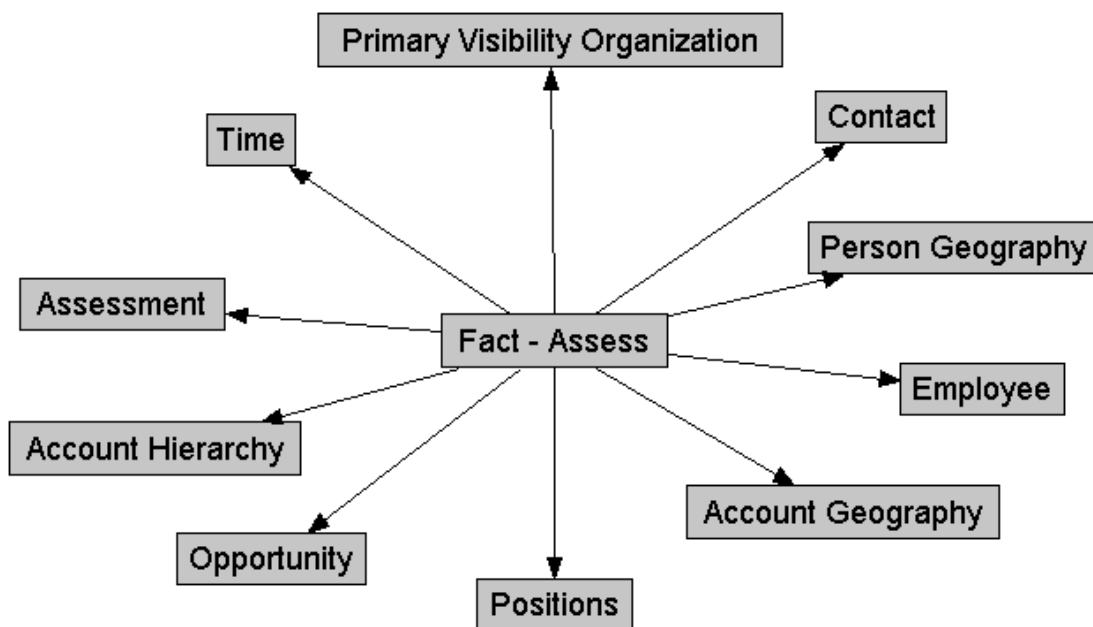 Primary Visibility Organization
Contact
Time
Person Geography
Assessment
Fact - Assess
Employee
Account Hierarchy
Account Geography
Opportunity
Positions